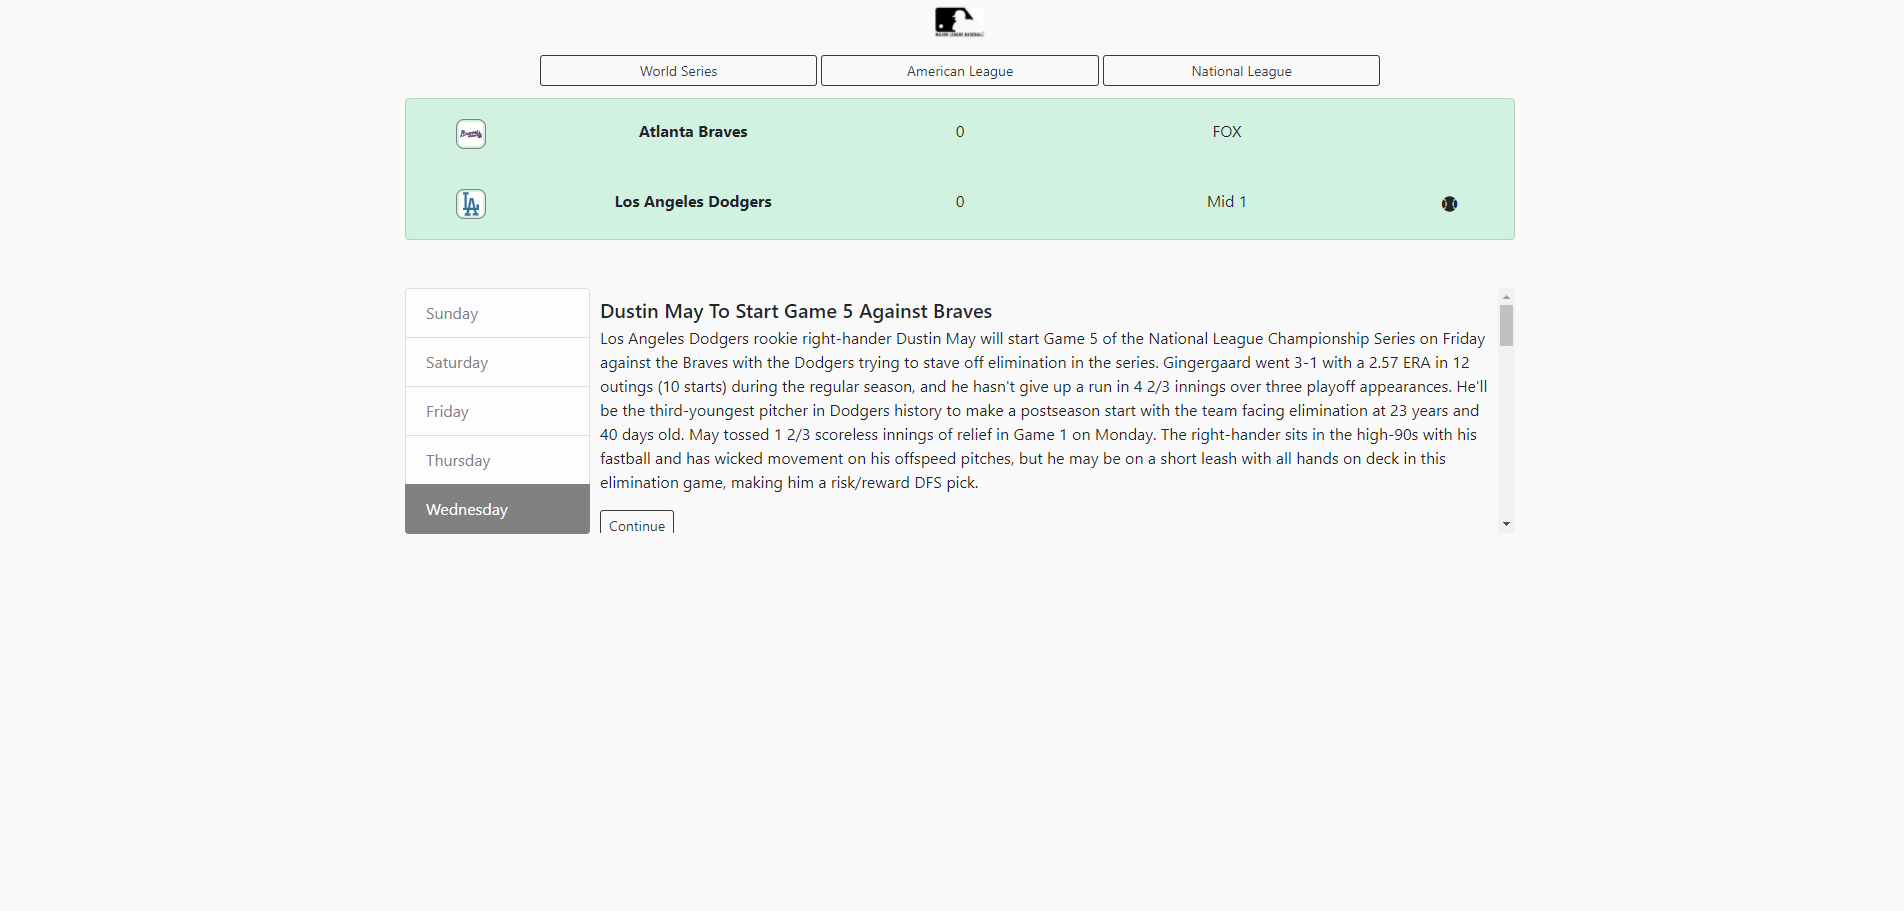 MAJOR LEAGUE BASEBALL
World Series
American League
National League
Braves
Atlanta Braves
0
FOX
LA
Los Angeles Dodgers
0
Mid 1
Sunday
Saturday
Friday
Thursday
Wednesday
Dustin May To Start Game 5 Against Braves
Los Angeles Dodgers rookie right-hander Dustin May will start Game 5 of the National League Championship Series on Friday
against the Braves with the Dodgers trying to stave off elimination in the series. Gingergaard went 3-1 with a 2.57 ERA in 12
outings (10 starts) during the regular season, and he hasn't give up a run in 4 2/3 innings over three playoff appearances. He'll
be the third-youngest pitcher in Dodgers history to make a postseason start with the team facing elimination at 23 years and
40 days old. May tossed 1 2/3 scoreless innings of relief in Game 1 on Monday. The right-hander sits in the high-90s with his
fastball and has wicked movement on his offspeed pitches, but he may be on a short leash with all hands on deck in this
elimination game, making him a risk/reward DFS pick.
Continue